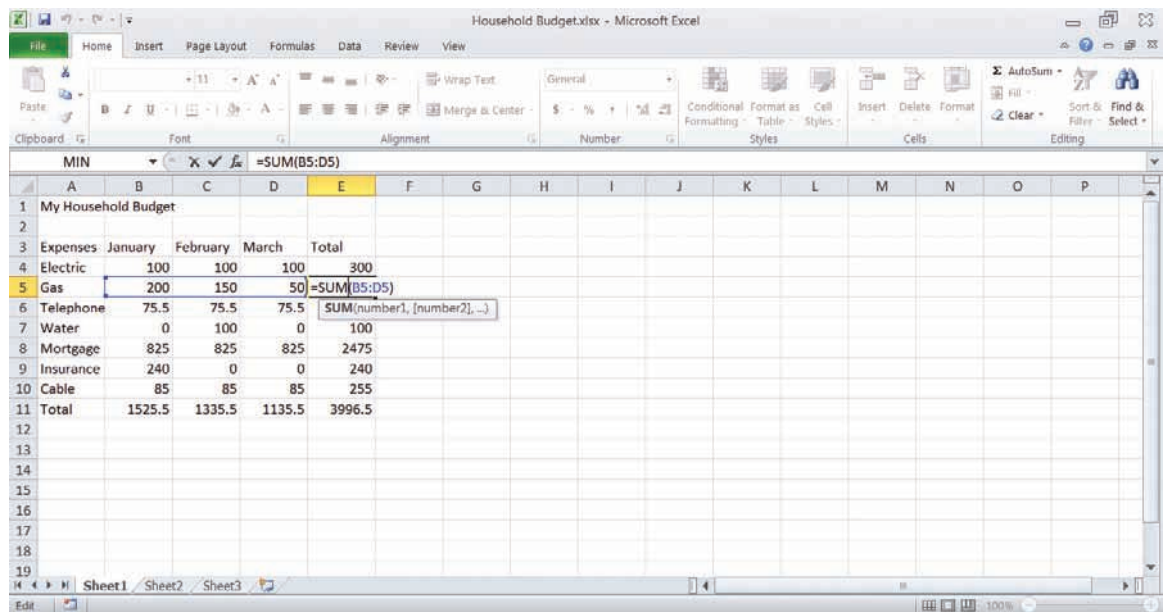 Household Budget.xlsx - Microsoft Excel
File Home Insert Page Layout Formulas Data Review View
11 A A Wrap Text General Σ AutoSum
Fill
Paste B I U A Merge & Center $ % , Conditional Formatting Format as Table Cell Styles Insert Delete Format Clear Sort & Filter Find & Select
Clipboard Font Alignment Number Styles Cells Editing
MIN fx =SUM(B5:D5)
A B C D E F G H I J K L M N O P
1 My Household Budget
2
3 Expenses January February March Total
4 Electric 100 100 100 300
5 Gas 200 150 50 =SUM(B5:D5)
6 Telephone 75.5 75.5 75.5 SUM(number1, [number2], ...)
7 Water 0 100 0 100
8 Mortgage 825 825 825 2475
9 Insurance 240 0 0 240
10 Cable 85 85 85 255
11 Total 1525.5 1335.5 1135.5 3996.5
12
13
14
15
16
17
18
19
Sheet1 Sheet2 Sheet3
Edit 100%